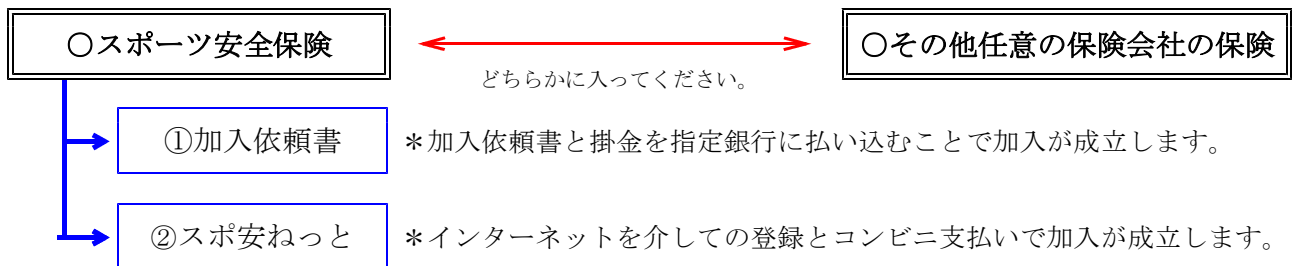 ○スポーツ安全保険
○その他任意の保険会社の保険
どちらかに入ってください。
①加入依頼書
＊加入依頼書と掛金を指定銀行に払い込むことで加入が成立します。
②スポ安ねっと
＊インターネットを介しての登録とコンビニ支払いで加入が成立します。